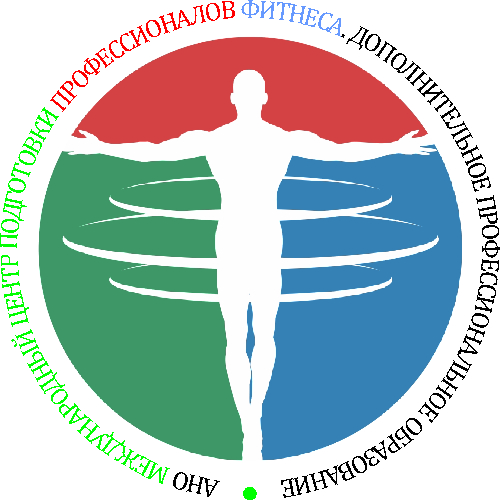 АНО МЕЖДУНАРОДНЫЙ ЦЕНТР ПОДГОТОВКИ ПРОФЕССИОНАЛОВ ФИТНЕСА. ДОПОЛНИТЕЛЬНОЕ ПРОФЕССИОНАЛЬНОЕ ОБРАЗОВАНИЕ